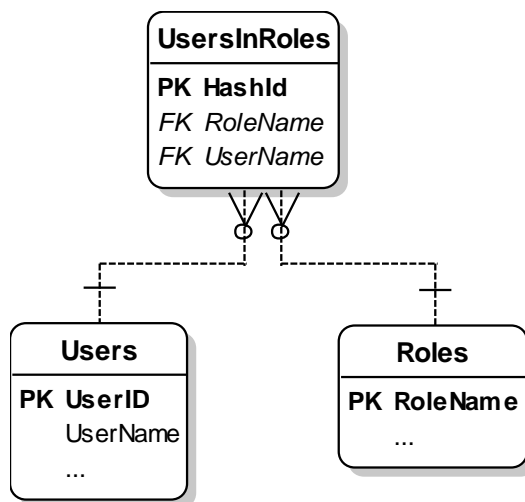 UsersInRoles
PK HashId
FK RoleName
FK UserName
Users
PK UserID
UserName
...
Roles
PK RoleName
...